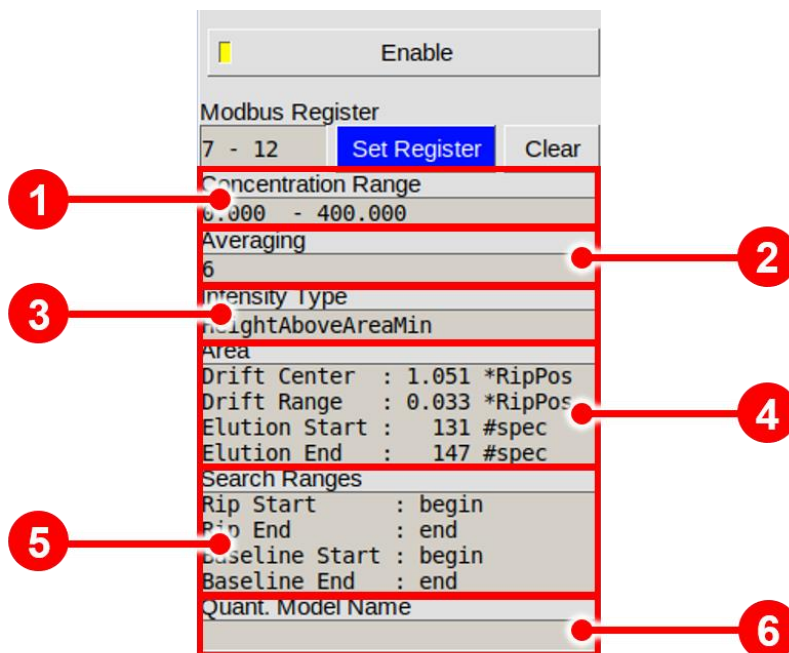 Enable
Modbus Register
7 - 12 Set Register Clear
Concentration Range
1
0.000 - 400.000
Averaging
2
6
Intensity Type
3
HeightAboveAreaMin
Area
Drift Center : 1.051 *RipPos
Drift Range : 0.033 *RipPos
4
Elution Start : 131 #spec
Elution End : 147 #spec
Search Ranges
Rip Start : begin
Rip End : end
5
Baseline Start : begin
Baseline End : end
Quant. Model Name
6